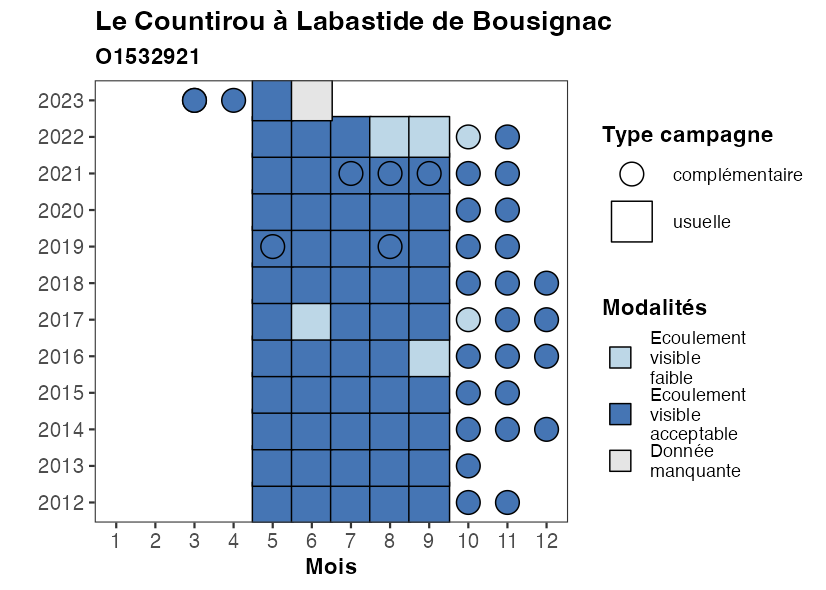 Le Countirou à Labastide de Bousignac
O1532921
2023
2022
2021
2020
2019
2018
2017
2016
2015
2014
2013
2012
1 2 3 4 5 6 7 8 9 10 11 12
Mois
Type campagne
complémentaire
usuelle
Modalités
Ecoulement
visible
faible
Ecoulement
visible
acceptable
Donnée
manquante